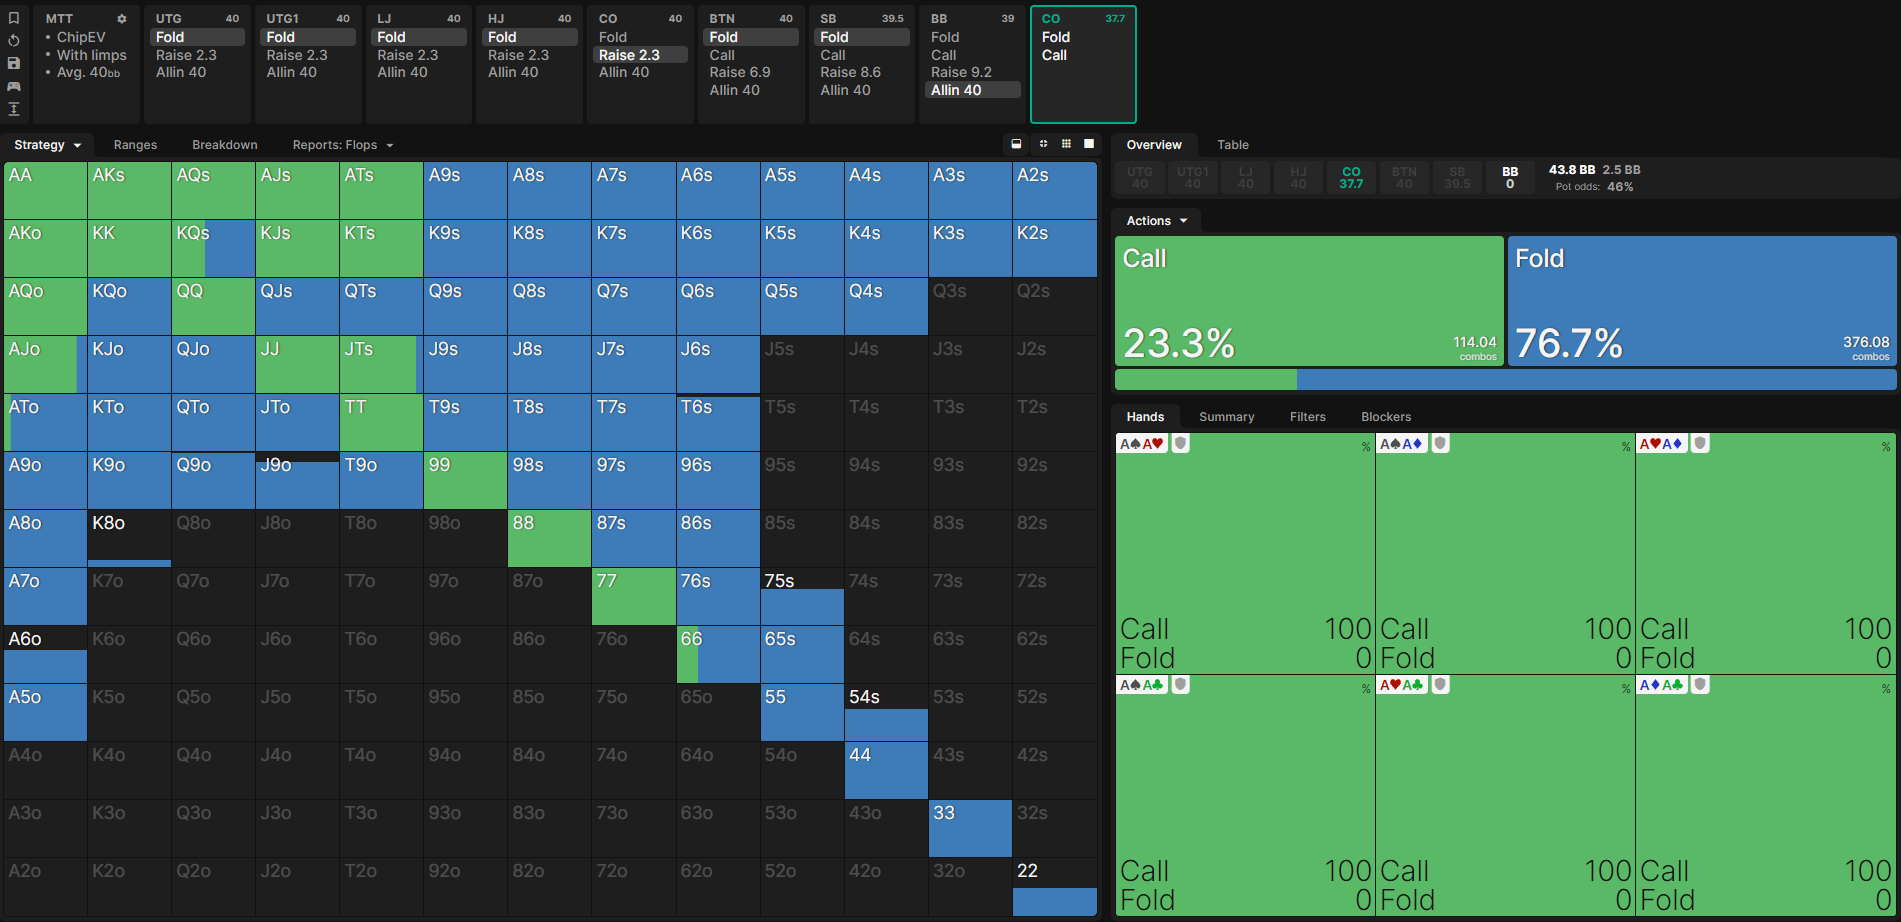 MTT
• ChipEV
• With limps
• Avg. 40bb
UTG 40
Fold
Raise 2.3
Allin 40
UTG1 40
Fold
Raise 2.3
Allin 40
LJ 40
Fold
Raise 2.3
Allin 40
HJ 40
Fold
Raise 2.3
Allin 40
CO 40
Fold
Raise 2.3
Allin 40
BTN 40
Fold
Call
Raise 6.9
Allin 40
SB 39.5
Fold
Call
Raise 8.6
Allin 40
BB 39
Fold
Call
Raise 9.2
Allin 40
CO 37.7
Fold
Call
Strategy Ranges Breakdown Reports: Flops
AA AKs AQs AJs ATs A9s A8s A7s A6s A5s A4s A3s A2s
AKo KK KQs KJs KTs K9s K8s K7s K6s K5s K4s K3s K2s
AQo KQo QQ QJs QTs Q9s Q8s Q7s Q6s Q5s Q4s Q3s Q2s
AJo KJo QJo JJ JTs J9s J8s J7s J6s J5s J4s J3s J2s
ATo KTo QTo JTo TT T9s T8s T7s T6s T5s T4s T3s T2s
A9o K9o Q9o J9o T9o 99 98s 97s 96s 95s 94s 93s 92s
A8o K8o Q8o J8o T8o 98o 88 87s 86s 85s 84s 83s 82s
A7o K7o Q7o J7o T7o 97o 87o 77 76s 75s 74s 73s 72s
A6o K6o Q6o J6o T6o 96o 86o 76o 66 65s 64s 63s 62s
A5o K5o Q5o J5o T5o 95o 85o 75o 65o 55 54s 53s 52s
A4o K4o Q4o J4o T4o 94o 84o 74o 64o 54o 44 43s 42s
A3o K3o Q3o J3o T3o 93o 83o 73o 63o 53o 43o 33 32s
A2o K2o Q2o J2o T2o 92o 82o 72o 62o 52o 42o 32o 22
Overview Table
UTG 40
UTG1 40
LJ 40
HJ 40
CO 37.7
BTN 40
SB 39.5
BB 0
43.8 BB 2.5 BB
Pot odds: 46%
Actions
Call
23.3%
114.04
combos
Fold
76.7%
376.08
combos
Hands Summary Filters Blockers
A♠A♥ %
Call 100
Fold 0
A♠A♦ %
Call 100
Fold 0
A♥A♦ %
Call 100
Fold 0
A♠A♣ %
Call 100
Fold 0
A♥A♣ %
Call 100
Fold 0
A♦A♣ %
Call 100
Fold 0